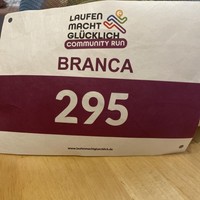 LAUFEN
MACHT
GLÜCKLICH
COMMUNITY RUN
BRANCA
295